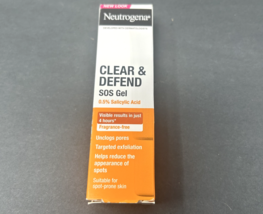 NEW LOOK
Neutrogena®
CLEAR &
DEFEND
SOS Gel
0.5% Salicylic Acid
Visible results in just
4 hours*
Fragrance-free
Unclogs pores
Targeted exfoliation
Helps reduce the
appearance of
spots
Suitable for
spot-prone skin